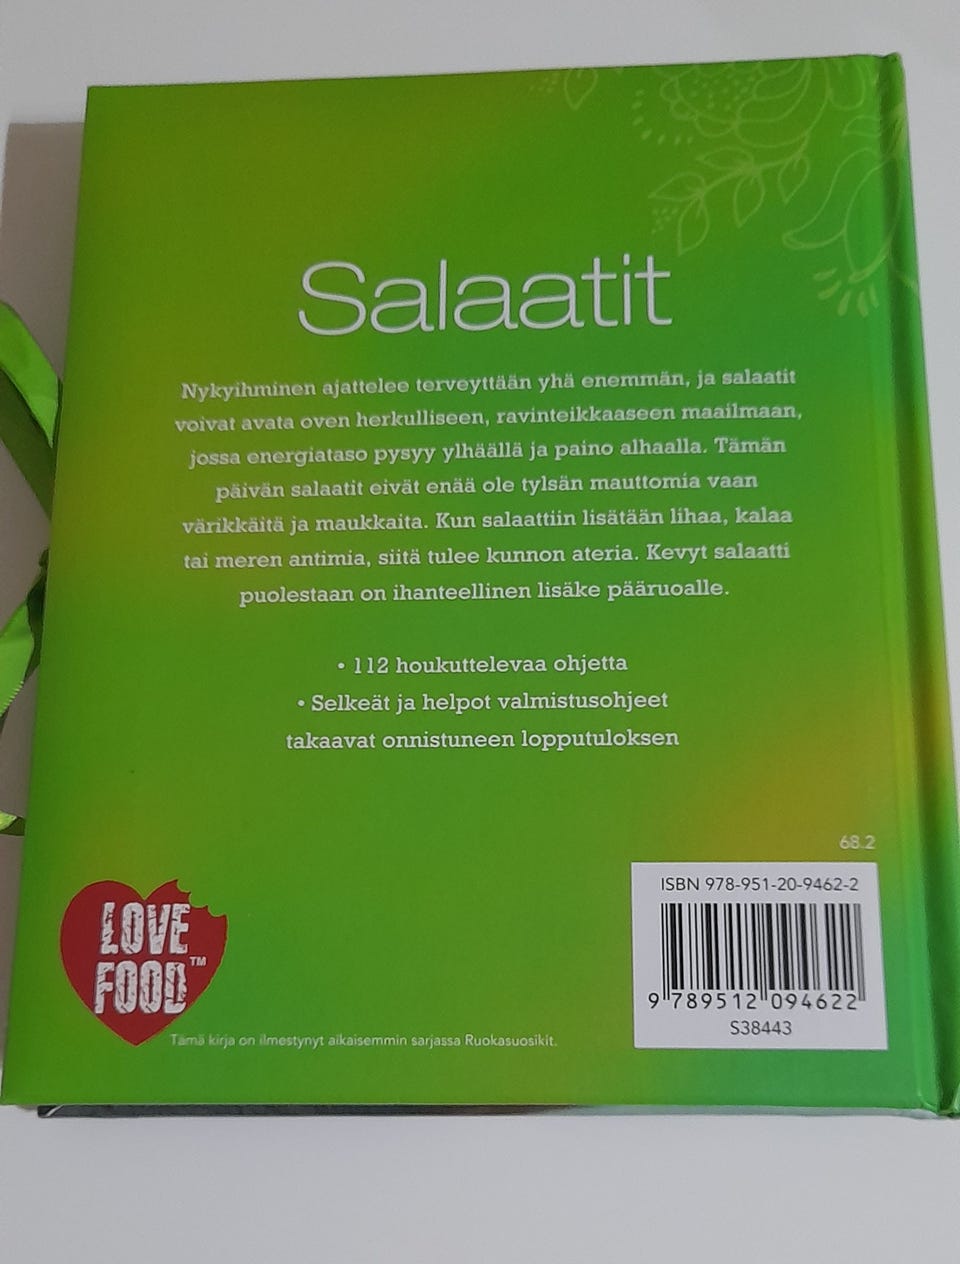 Salaatit
Nykyihminen ajattelee terveyttään yhä enemmän, ja salaatit
voivat avata oven herkulliseen, ravinteikkaaseen maailmaan,
jossa energiataso pysyy ylhäällä ja paino alhaalla. Tämän
päivän salaatit eivät enää ole tylsän mauttomia vaan
värikkäitä ja maukkaita. Kun salaattiin lisätään lihaa, kalaa
tai meren antimia, siitä tulee kunnon ateria. Kevyt salaatti
puolestaan on ihanteellinen lisäke pääruoalle.
• 112 houkuttelevaa ohjetta
• Selkeät ja helpot valmistusohjeet
takaavat onnistuneen lopputuloksen
68.2
ISBN 978-951-20-9462-2
9 789512 094622
S38443
LOVE
FOOD™
Tämä kirja on ilmestynyt aikaisemmin sarjassa Ruokasuosikit.